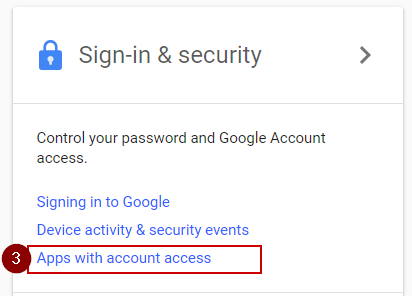 Sign-in & security
Control your password and Google Account
access.
Signing in to Google
Device activity & security events
3 Apps with account access